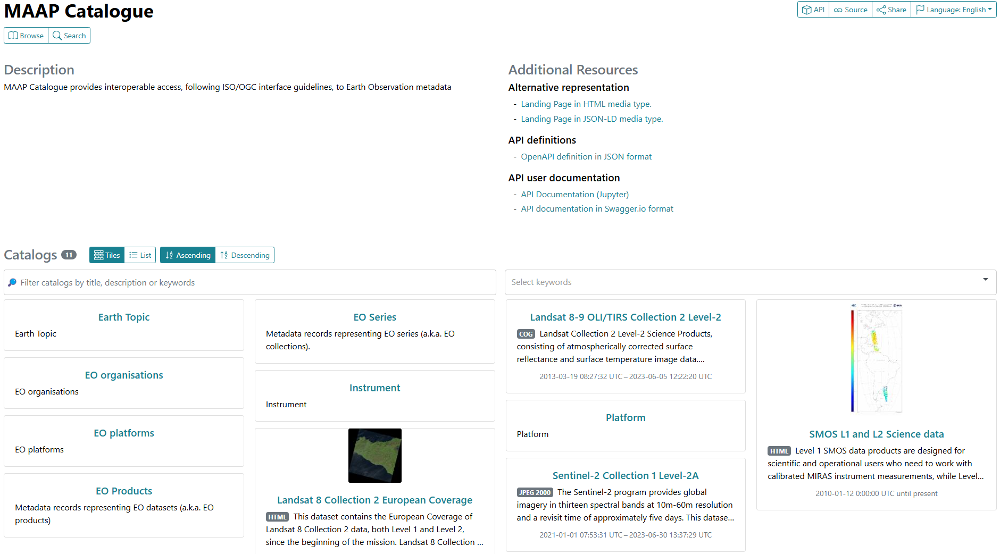 MAAP Catalogue
API
Source
Share
Language: English
Browse
Search
Description
MAAP Catalogue provides interoperable access, following ISO/OGC interface guidelines, to Earth Observation metadata
Additional Resources
Alternative representation
- Landing Page in HTML media type.
- Landing Page in JSON-LD media type.
API definitions
- OpenAPI definition in JSON format
API user documentation
- API Documentation (Jupyter)
- API documentation in Swagger.io format
Catalogs 11
Tiles
List
Ascending
Descending
Filter catalogs by title, description or keywords
Select keywords
Earth Topic
Earth Topic
EO organisations
EO organisations
EO platforms
EO platforms
EO Products
Metadata records representing EO datasets (a.k.a. EO
products)
EO Series
Metadata records representing EO series (a.k.a. EO
collections).
Instrument
Instrument
Landsat 8 Collection 2 European Coverage
HTML This dataset contains the European Coverage of
Landsat 8 Collection 2 data, both Level 1 and Level 2,
since the beginning of the mission. Landsat 8 Collection ...
Landsat 8-9 OLI/TIRS Collection 2 Level-2
COG Landsat Collection 2 Level-2 Science Products,
consisting of atmospherically corrected surface
reflectance and surface temperature image data....
2013-03-19 08:27:32 UTC – 2023-06-05 12:22:20 UTC
Platform
Platform
Sentinel-2 Collection 1 Level-2A
JPEG 2000 The Sentinel-2 program provides global
imagery in thirteen spectral bands at 10m-60m resolution
and a revisit time of approximately five days. This datase...
2021-01-01 07:53:31 UTC – 2023-06-30 13:37:29 UTC
esa
SMOS L1 and L2 Science data
HTML Level 1 SMOS data products are designed for
scientific and operational users who need to work with
calibrated MIRAS instrument measurements, while Level...
2010-01-12 0:00:00 UTC until present